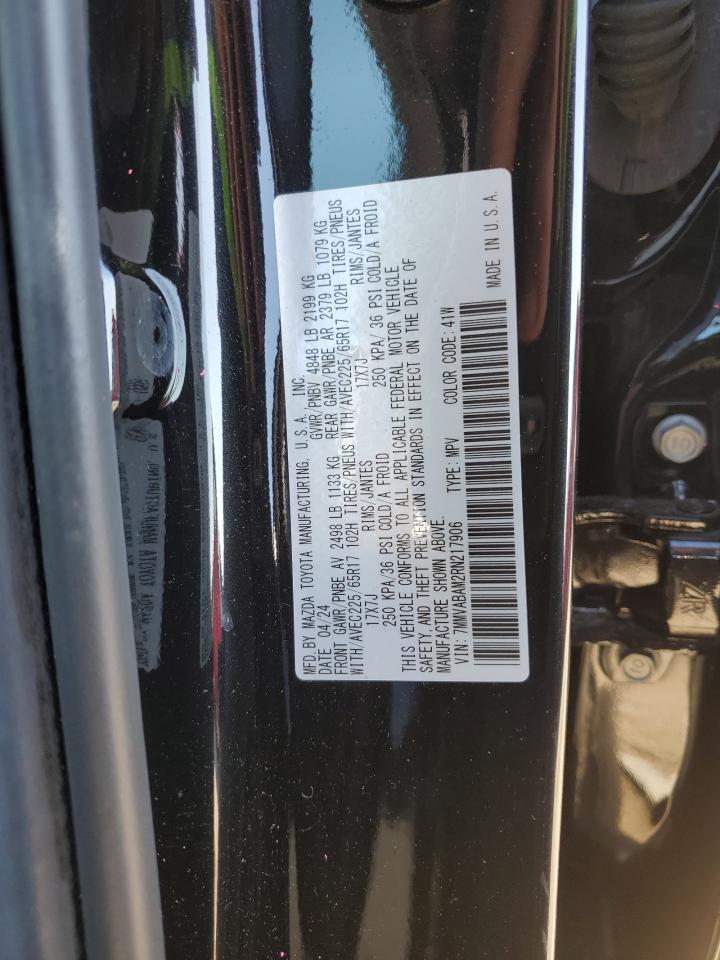 MFD.BY MAZDA TOYOTA MANUFACTURING, U.S.A., INC.
DATE 04/24 GVWR/PNBV 4848 LB 2199 KG
FRONT GAWR/PNBE AV 2498 LB 1133 KG REAR GAWR/PNBE AR 2379 LB 1079 KG
WITH/AVEC225/65R17 102H TIRES/PNEUS WITH/AVEC225/65R17 102H TIRES/PNEUS
17X7J RIMS/JANTES 17X7J RIMS/JANTES
250 KPA/36 PSI COLD/A FROID 250 KPA/36 PSI COLD/A FROID
THIS VEHICLE CONFORMS TO ALL APPLICABLE FEDERAL MOTOR VEHICLE
SAFETY, AND THEFT PREVENTION STANDARDS IN EFFECT ON THE DATE OF
MANUFACTURE SHOWN ABOVE.
VIN: 7MMVABAM2RN217906 TYPE: MPV COLOR CODE: 41W
MADE IN U.S.A.